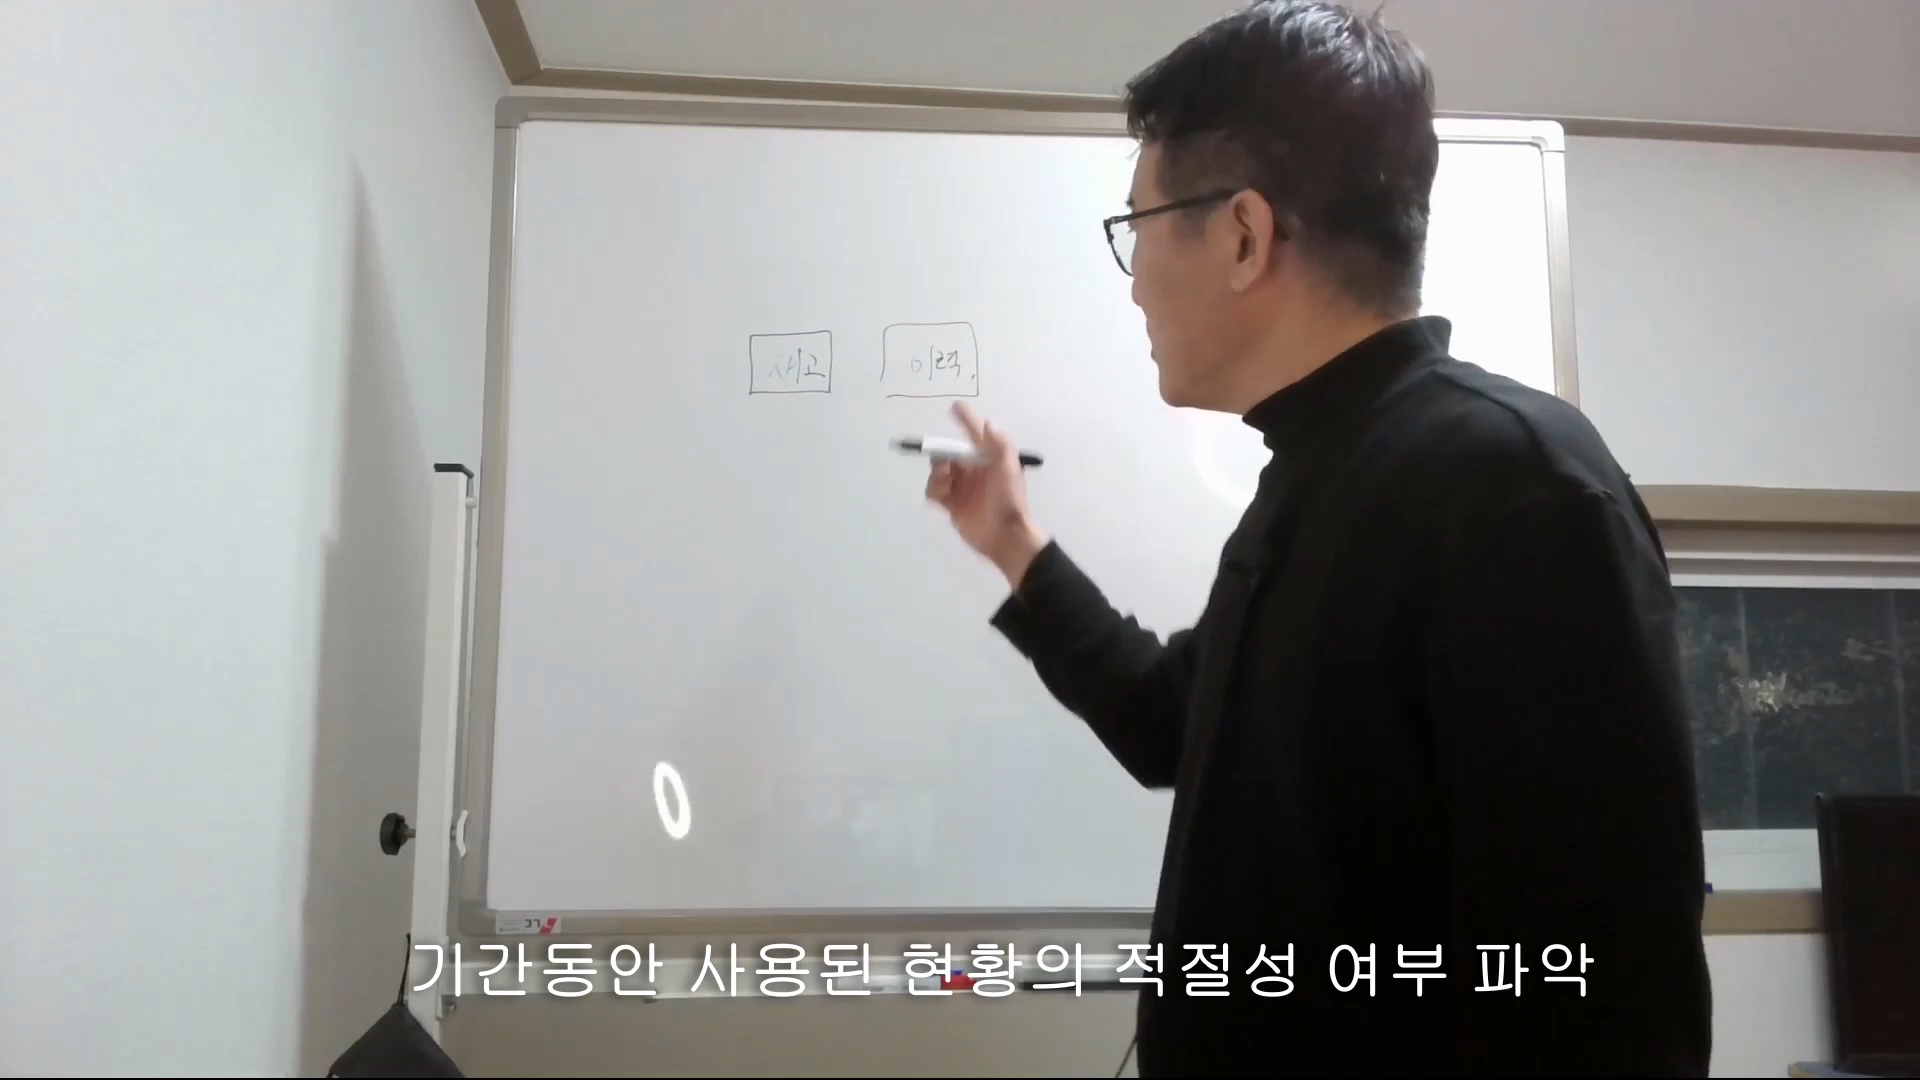 재고
이력
기간동안 사용된 현황의 적절성 여부 파악